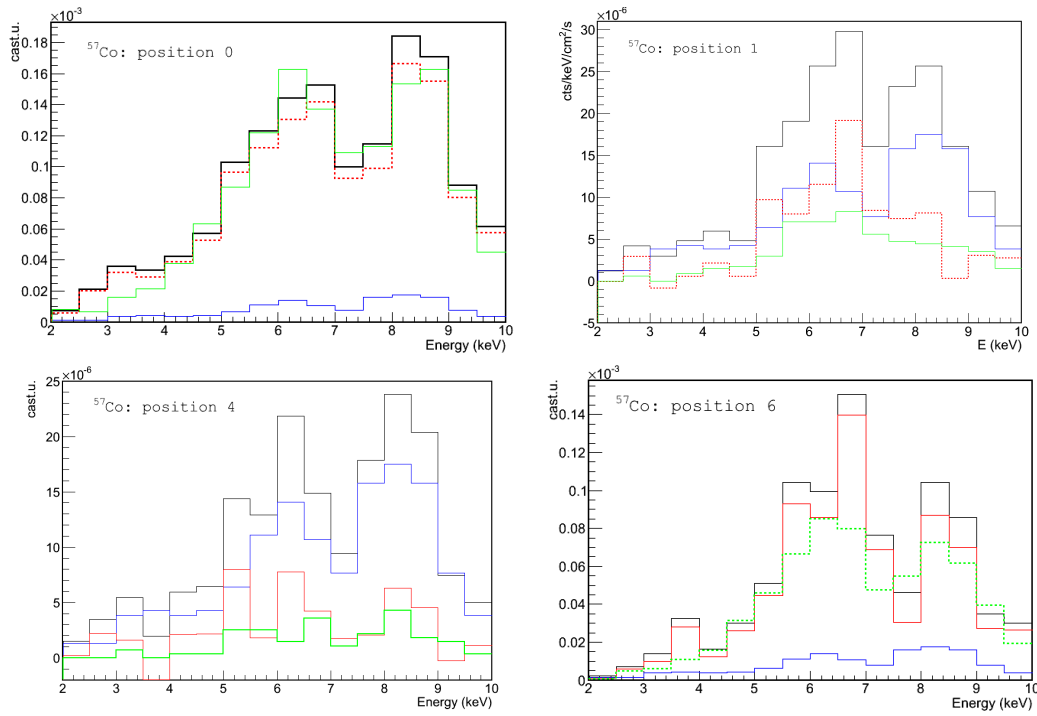 ×10⁻³
cast.u.
⁵⁷Co: position 0
0.18
0.16
0.14
0.12
0.1
0.08
0.06
0.04
0.02
0
2 3 4 5 6 7 8 9 10
Energy (keV)
×10⁻⁶
cts/keV/cm²/s
⁵⁷Co: position 1
30
25
20
15
10
5
0
-5
2 3 4 5 6 7 8 9 10
E (keV)
×10⁻⁶
cast.u.
⁵⁷Co: position 4
25
20
15
10
5
0
2 3 4 5 6 7 8 9 10
Energy (keV)
×10⁻³
cast.u.
⁵⁷Co: position 6
0.14
0.12
0.1
0.08
0.06
0.04
0.02
0
2 3 4 5 6 7 8 9 10
Energy (keV)